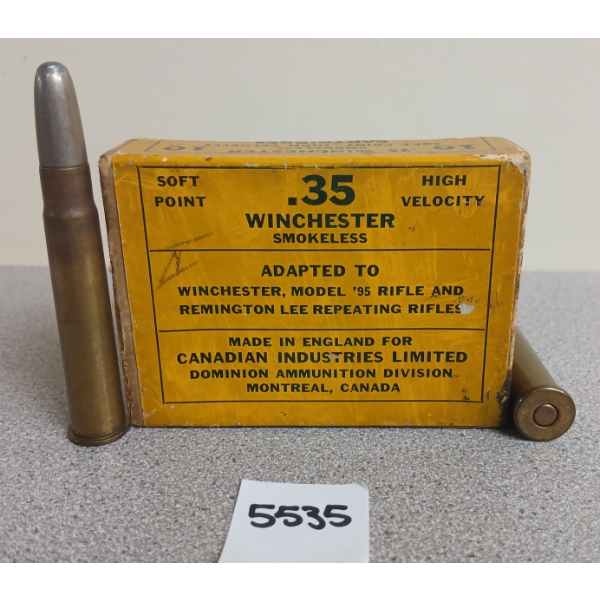 SOFT POINT
.35
HIGH VELOCITY
WINCHESTER
SMOKELESS
ADAPTED TO
WINCHESTER, MODEL '95 RIFLE AND
REMINGTON LEE REPEATING RIFLES
MADE IN ENGLAND FOR
CANADIAN INDUSTRIES LIMITED
DOMINION AMMUNITION DIVISION
MONTREAL, CANADA
5535